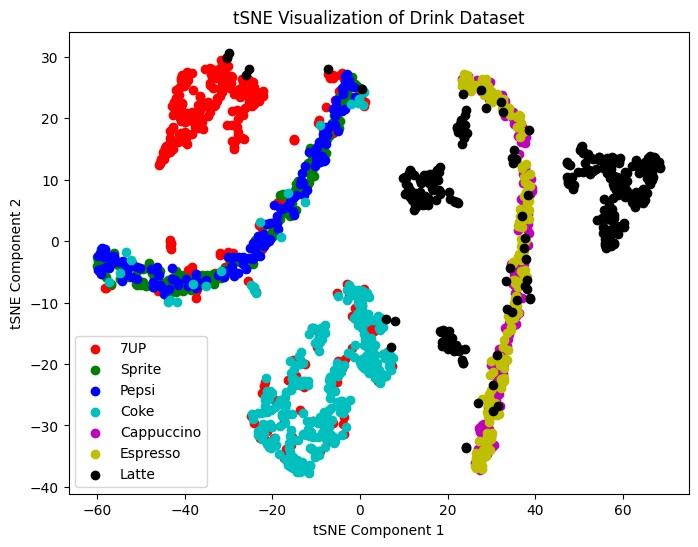 tSNE Visualization of Drink Dataset
tSNE Component 2
30
20
10
0
−10
−20
−30
−40
7UP
Sprite
Pepsi
Coke
Cappuccino
Espresso
Latte
−60
−40
−20
0
20
40
60
tSNE Component 1